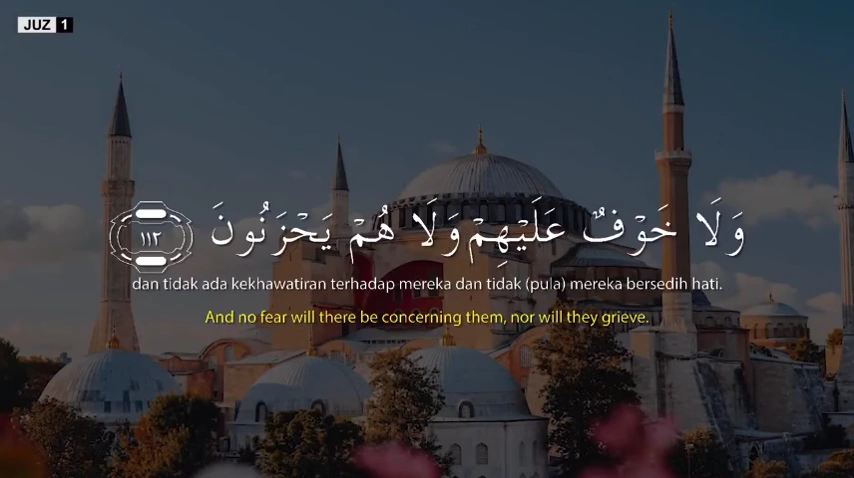 JUZ 1
وَلَا خَوْفٌ عَلَيْهِمْ وَلَا هُمْ يَحْزَنُونَ ١١٢
dan tidak ada kekhawatiran terhadap mereka dan tidak (pula) mereka bersedih hati.
And no fear will there be concerning them, nor will they grieve.